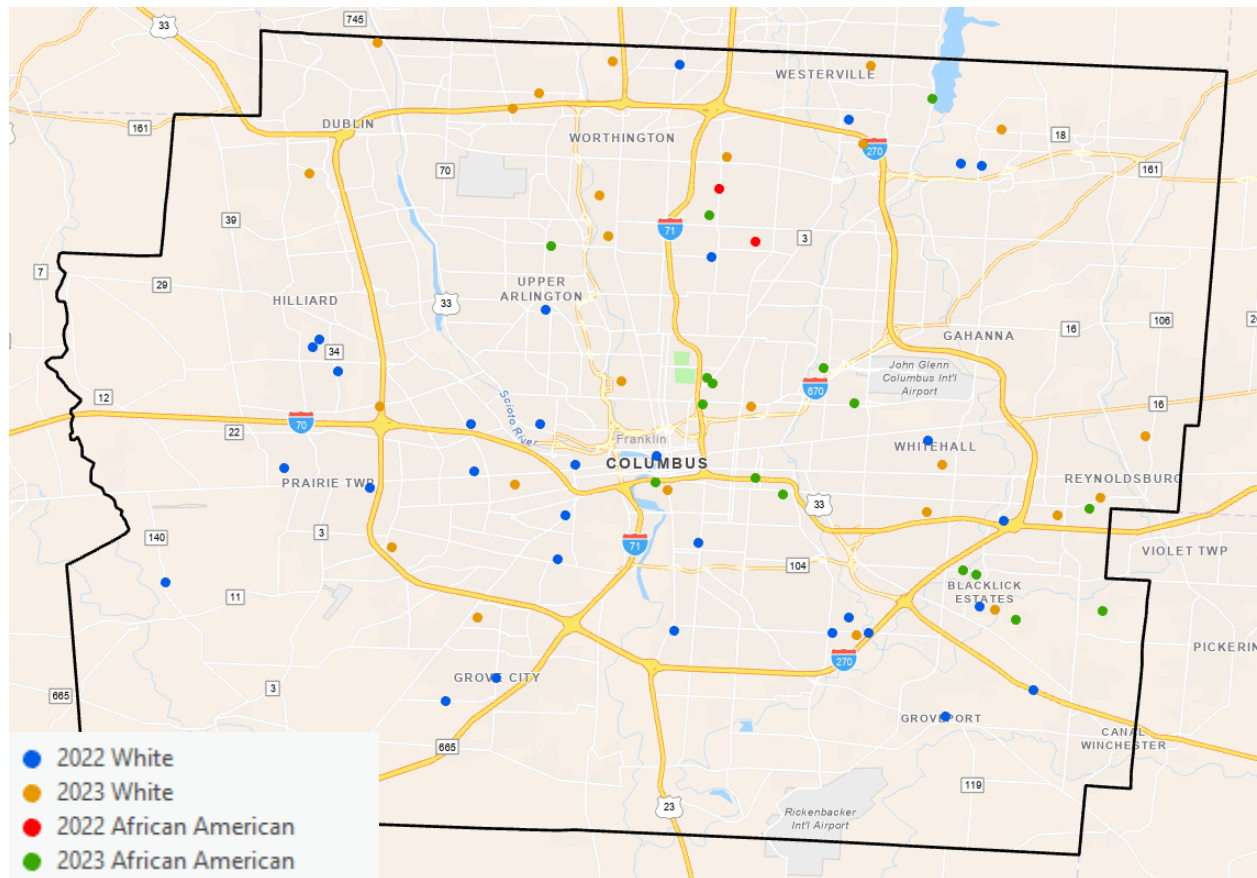 745
33
WESTERVILLE
161
DUBLIN
WORTHINGTON
18
270
70
161
39
71
3
7
29
UPPER
ARLINGTON
HILLIARD
33
16
106
GAHANNA
34
John Glenn
Columbus Int'l
Airport
670
12
16
70
22
Scioto River
Franklin
WHITEHALL
COLUMBUS
PRAIRIE TWP
REYNOLDSBURG
33
3
140
71
VIOLET TWP
104
BLACKLICK
ESTATES
11
PICKERIN
270
GROVE CITY
3
665
GROVEPORT
CANAL
WINCHESTER
665
119
23
Rickenbacker
Int'l Airport
2022 White
2023 White
2022 African American
2023 African American